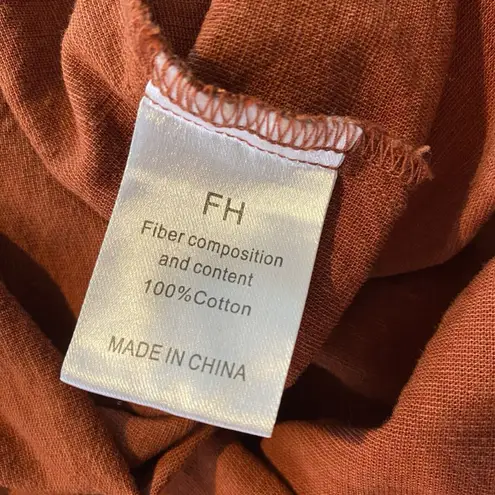 FH
Fiber composition
and content
100%Cotton
MADE IN CHINA